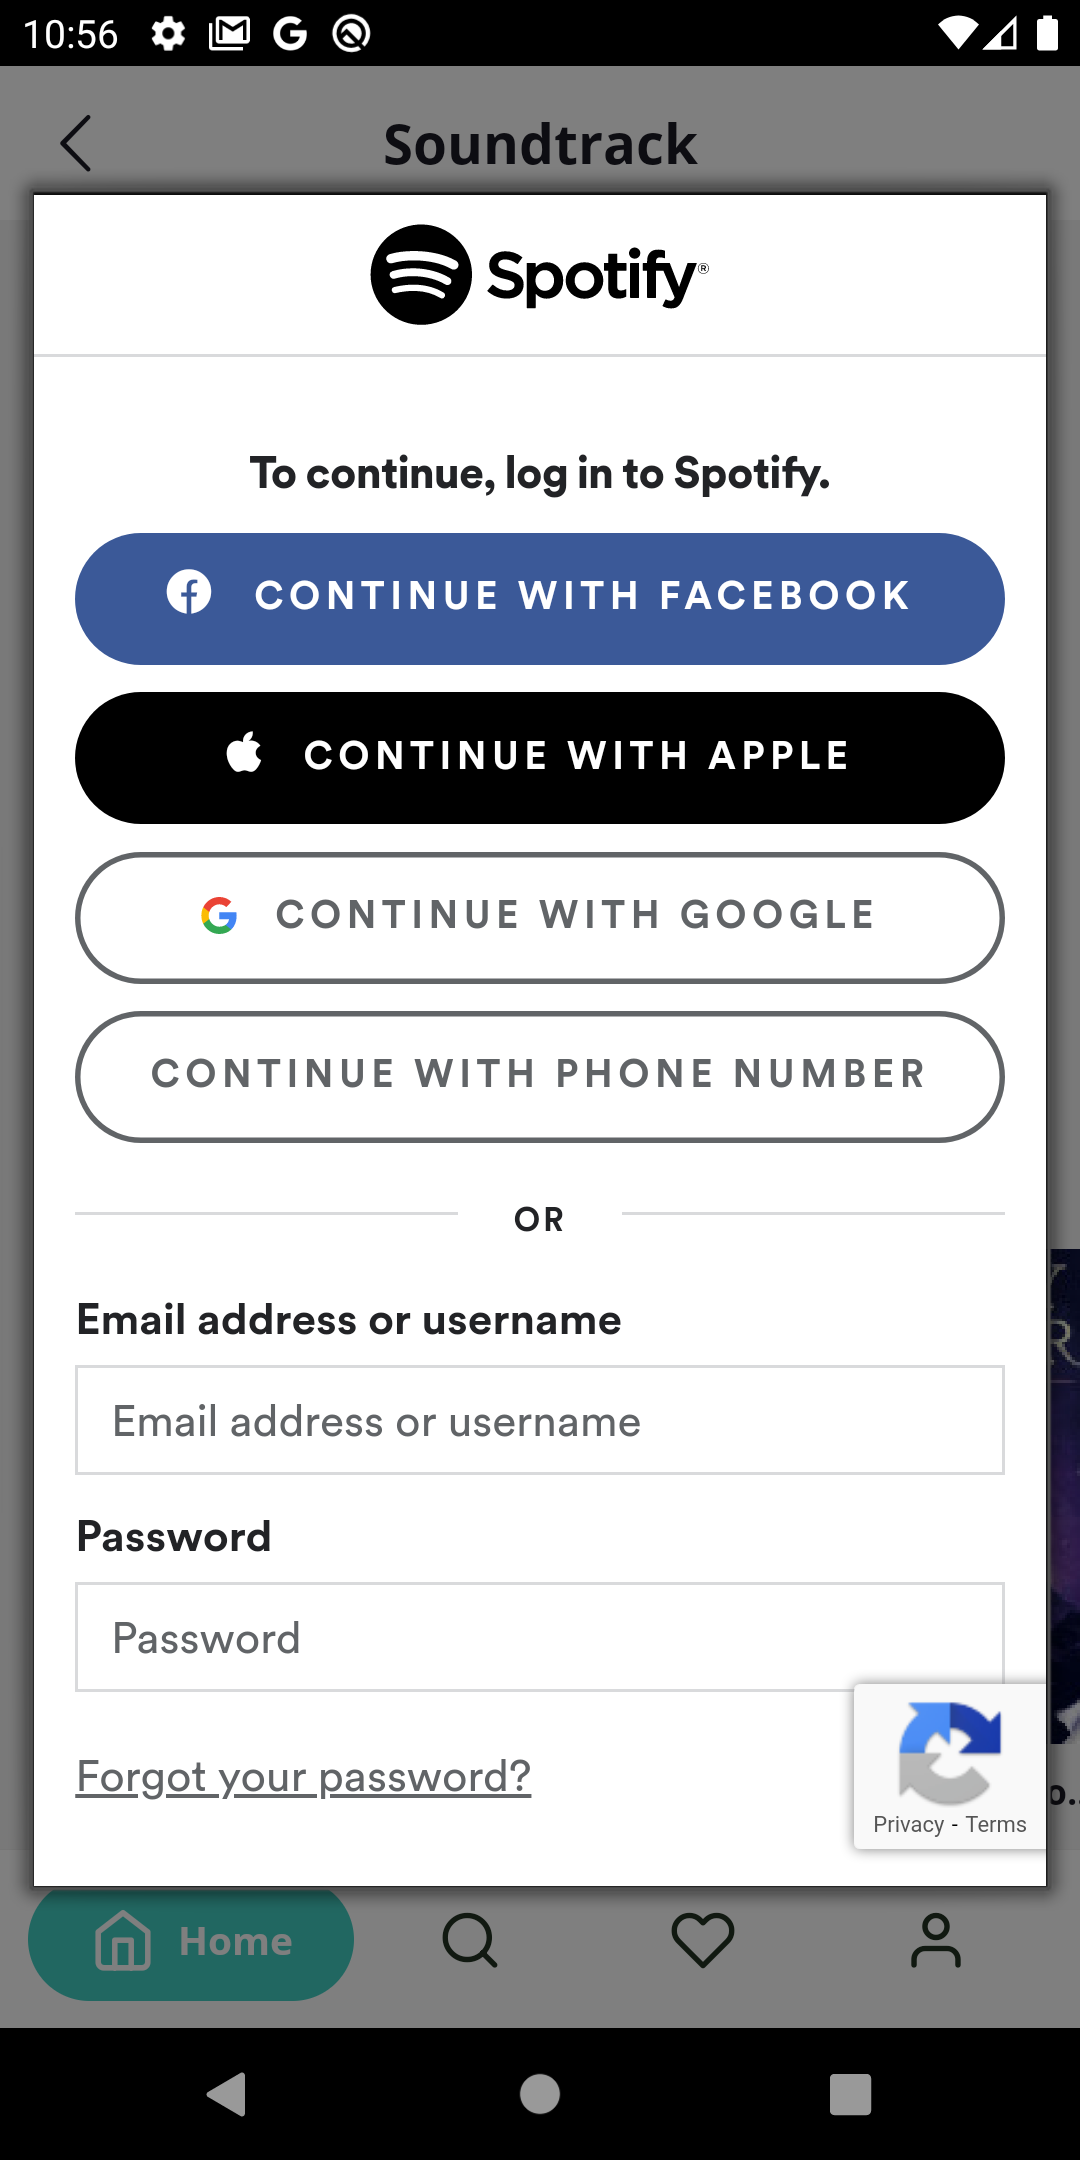 10:56
Soundtrack
Spotify®
To continue, log in to Spotify.
CONTINUE WITH FACEBOOK
CONTINUE WITH APPLE
CONTINUE WITH GOOGLE
CONTINUE WITH PHONE NUMBER
OR
Email address or username
Email address or username
Password
Password
Forgot your password?
Privacy - Terms
Home